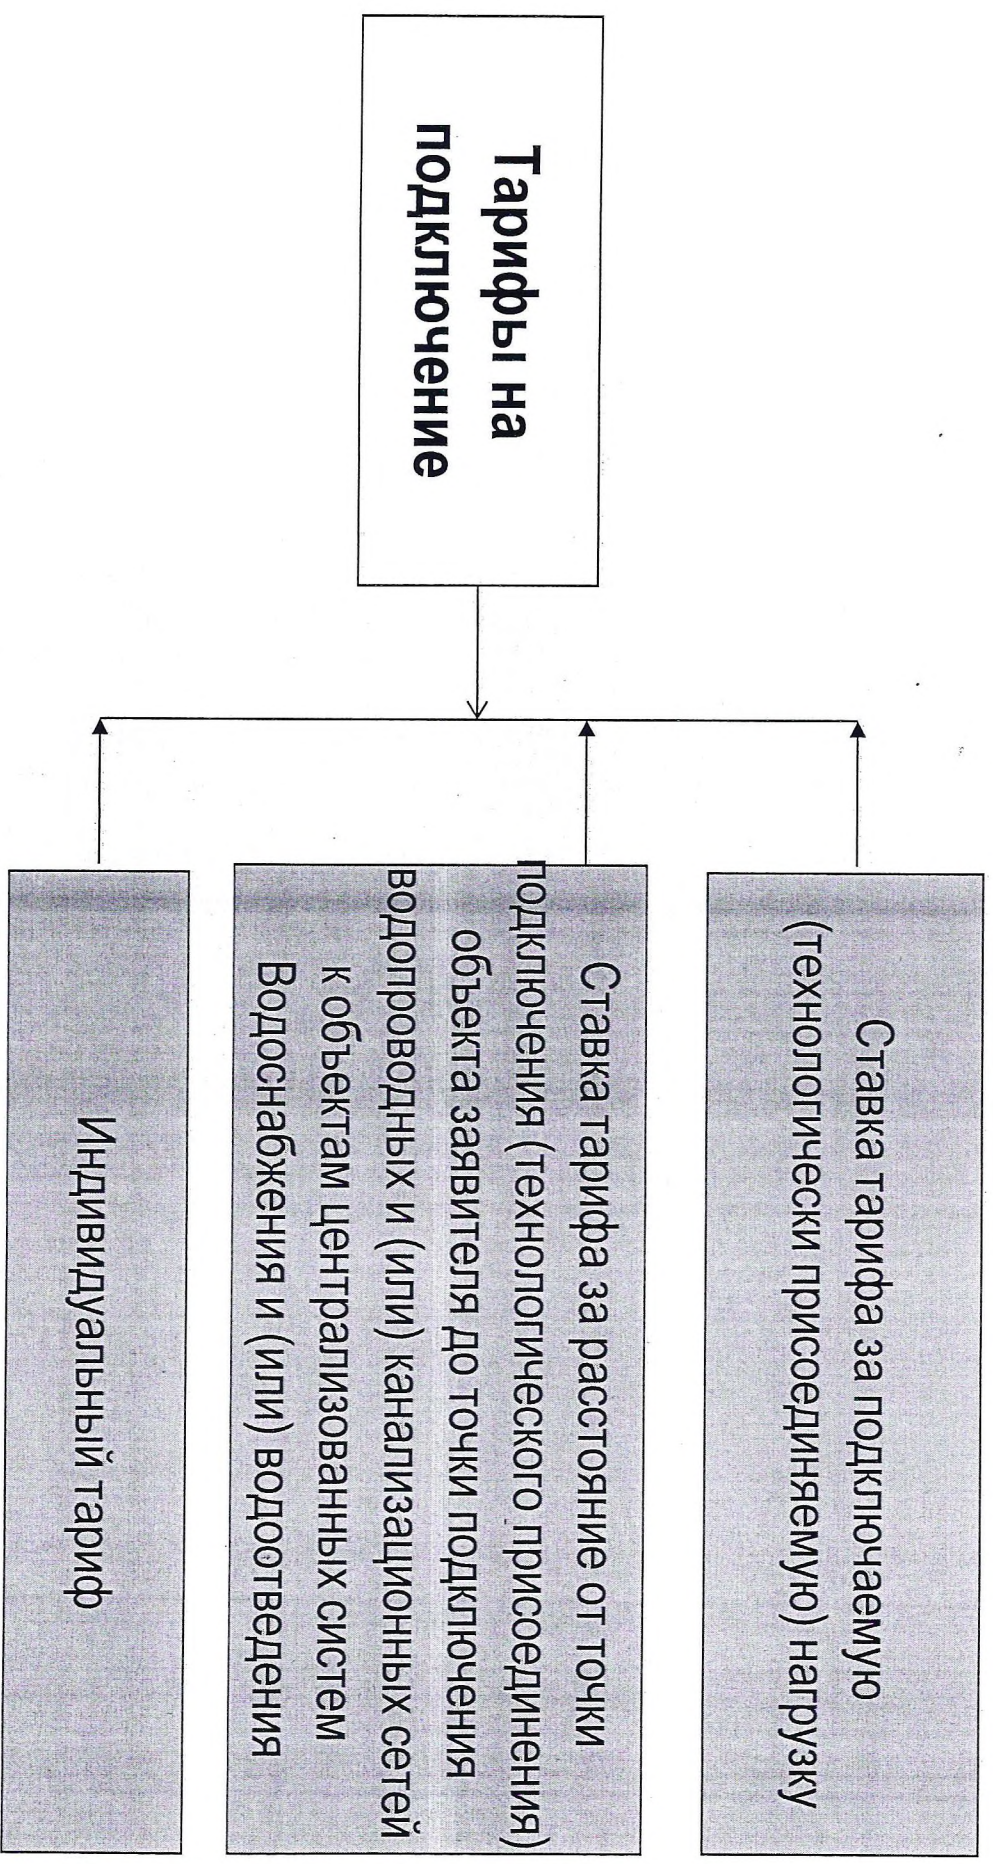 Тарифы на
подключение
Ставка тарифа за подключаемую
(технологически присоединяемую) нагрузку
Ставка тарифа за расстояние от точки
подключения (технологического присоединения)
объекта заявителя до точки подключения
водопроводных и (или) канализационных сетей
к объектам централизованных систем
Водоснабжения и (или) водоотведения
Индивидуальный тариф